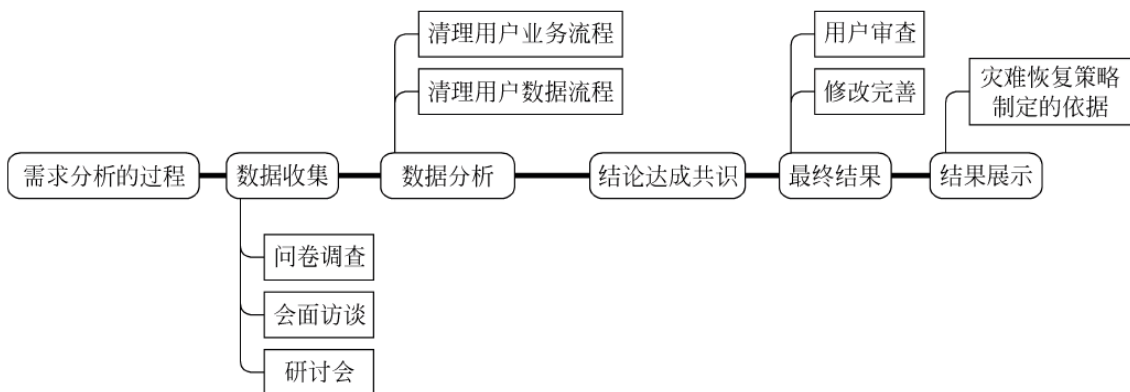 清理用户业务流程
清理用户数据流程
用户审查
修改完善
灾难恢复策略
制定的依据
需求分析的过程
数据收集
数据分析
结论达成共识
最终结果
结果展示
问卷调查
会面访谈
研讨会